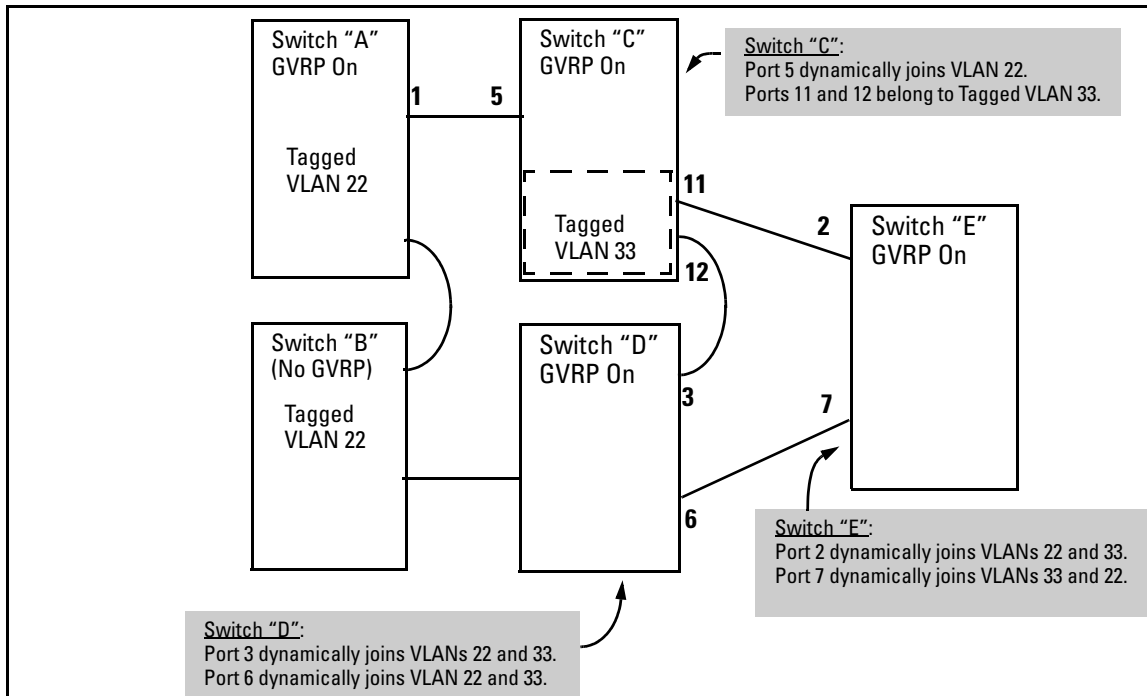 Switch “A”
GVRP On
Tagged
VLAN 22
1
5
Switch “C”
GVRP On
Tagged
VLAN 33
11
12
Switch “C”:
Port 5 dynamically joins VLAN 22.
Ports 11 and 12 belong to Tagged VLAN 33.
2
Switch “E”
GVRP On
Switch “B”
(No GVRP)
Tagged
VLAN 22
Switch “D”
GVRP On
3
7
6
Switch “E”:
Port 2 dynamically joins VLANs 22 and 33.
Port 7 dynamically joins VLANs 33 and 22.
Switch “D”:
Port 3 dynamically joins VLANs 22 and 33.
Port 6 dynamically joins VLAN 22 and 33.